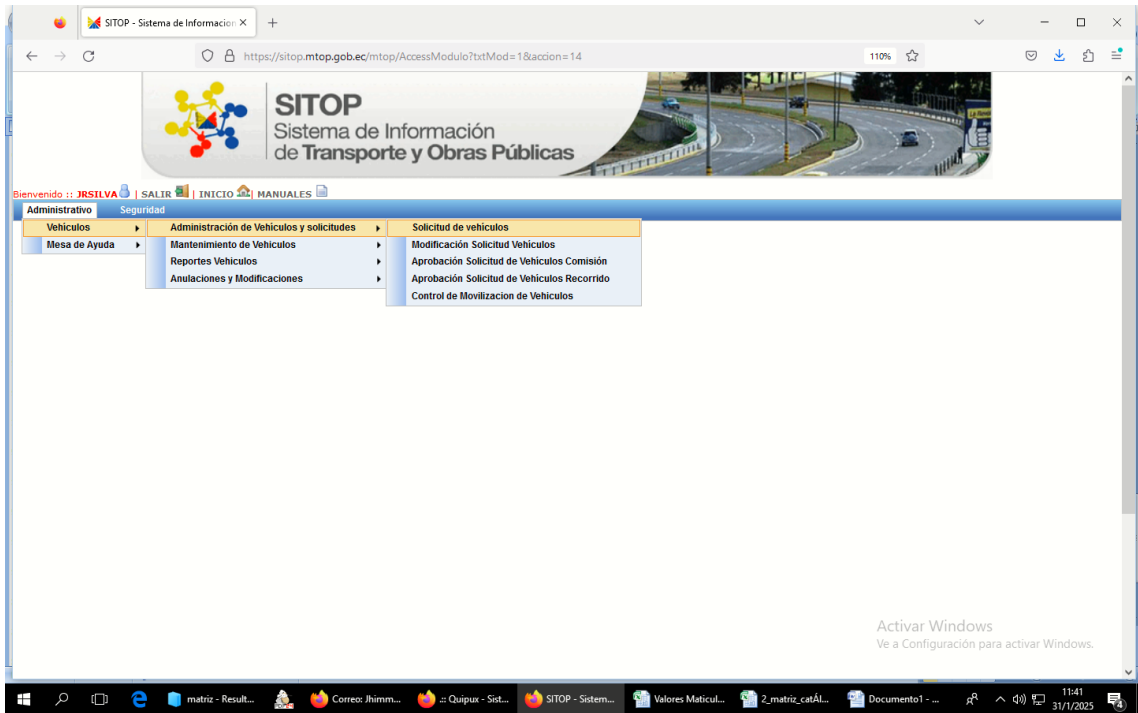 SITOP - Sistema de Informacion
https://sitop.mtop.gob.ec/mtop/AccessModulo?txtMod=1&accion=14
110%
SITOP
Sistema de Información
de Transporte y Obras Públicas
Bienvenido :: JRSILVA | SALIR | INICIO | MANUALES
Administrativo Seguridad
Vehiculos Administración de Vehiculos y solicitudes Solicitud de vehiculos
Mesa de Ayuda Mantenimiento de Vehiculos Modificación Solicitud Vehiculos
Reportes Vehiculos Aprobación Solicitud de Vehículos Comisión
Anulaciones y Modificaciones Aprobación Solicitud de Vehículos Recorrido
Control de Movilizacion de Vehiculos
Activar Windows
Ve a Configuración para activar Windows.
matriz - Result... Correo: Jhimm... .:: Quipux - Sist... SITOP - Sistem... Valores Maticul... 2_matriz_catÁl... Documento1 - ... 11:41
31/1/2025
4